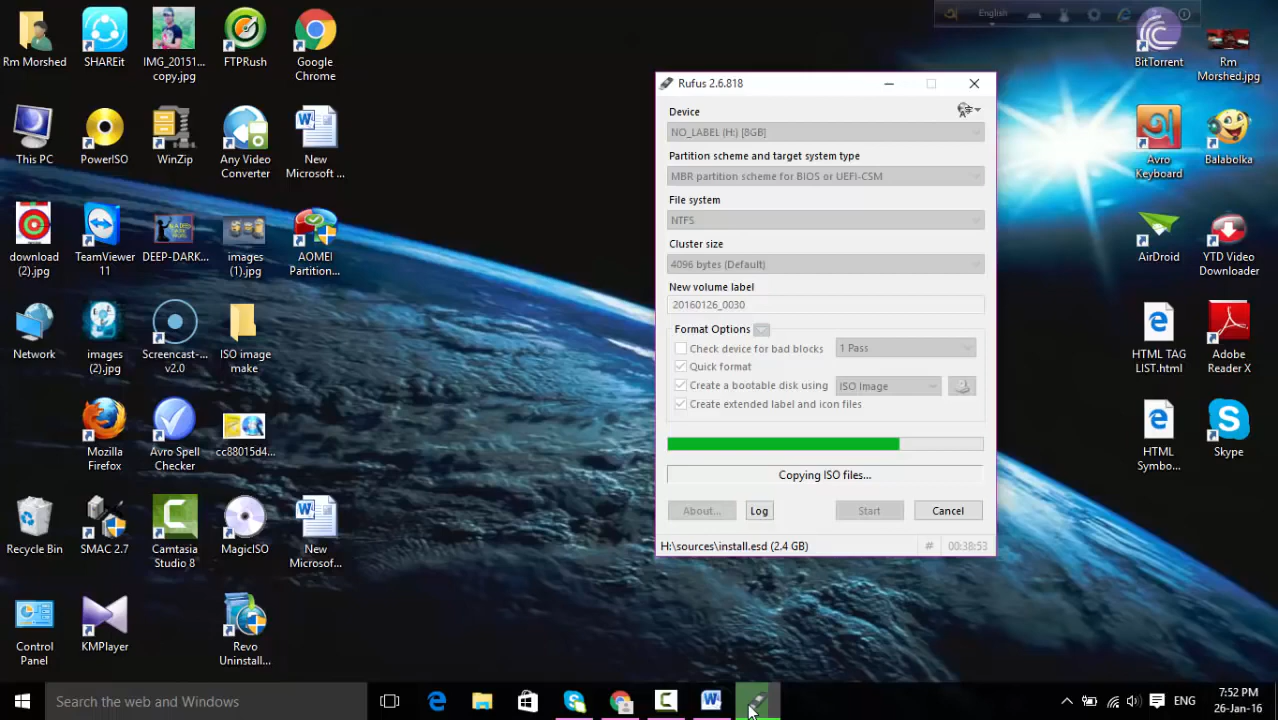 Rm Morshed
SHAREit
IMG_20151...
copy.jpg
FTPRush
Google
Chrome
This PC
PowerISO
WinZip
Any Video
Converter
New
Microsoft ...
download
(2).jpg
TeamViewer
11
DEEP-DARK...
images
(1).jpg
AOMEI
Partition...
Network
images
(2).jpg
Screencast-...
v2.0
ISO image
make
Mozilla
Firefox
Avro Spell
Checker
cc88015d4...
Recycle Bin
SMAC 2.7
Camtasia
Studio 8
MagicISO
New
Microsof...
Control
Panel
KMPlayer
Revo
Uninstall...
English
BitTorrent
Rm
Morshed.jpg
Avro
Keyboard
Balabolka
AirDroid
YTD Video
Downloader
HTML TAG
LIST.html
Adobe
Reader X
HTML
Symbo...
Skype
Rufus 2.6.818
Device
NO_LABEL (H:) [8GB]
Partition scheme and target system type
MBR partition scheme for BIOS or UEFI-CSM
File system
NTFS
Cluster size
4096 bytes (Default)
New volume label
20160126_0030
Format Options
Check device for bad blocks 1 Pass
Quick format
Create a bootable disk using ISO Image
Create extended label and icon files
Copying ISO files...
About... Log Start Cancel
H:\sources\install.esd (2.4 GB) # 00:38:53
Search the web and Windows
ENG
7:52 PM
26-Jan-16